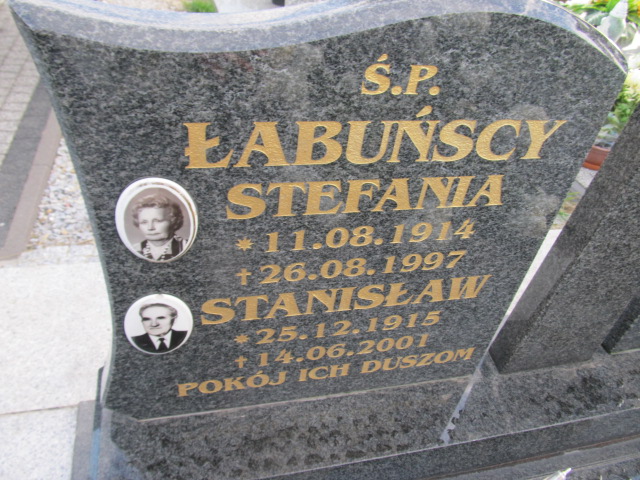 Ś.P.
ŁABUŃSCY
STEFANIA
* 11.08.1914
† 26.08.1997
STANISŁAW
* 25.12.1915
† 14.06.2001
POKÓJ ICH DUSZOM